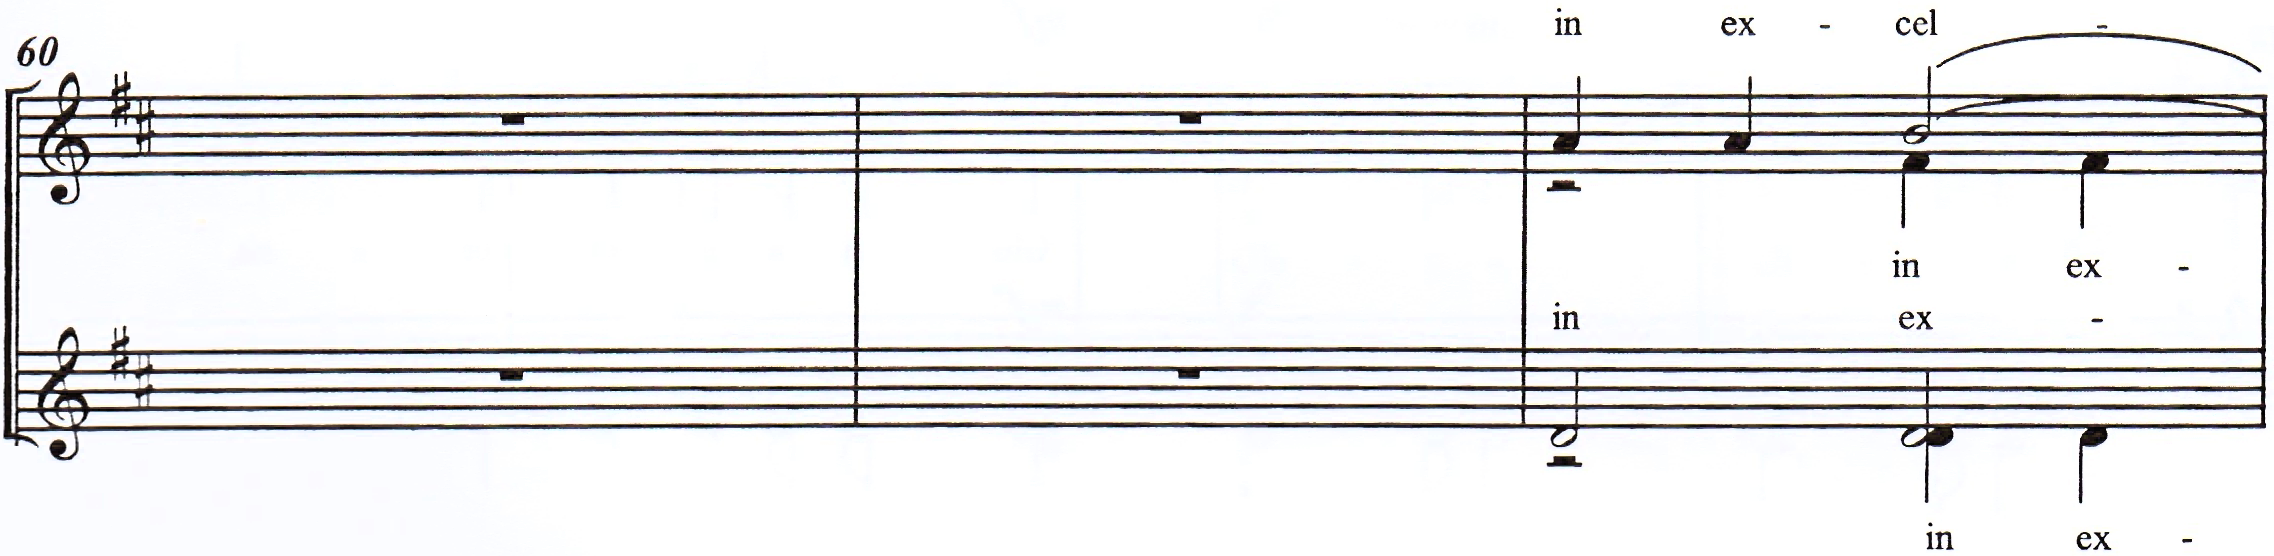 in ex - cel -
60
in ex -
in ex -
in ex -